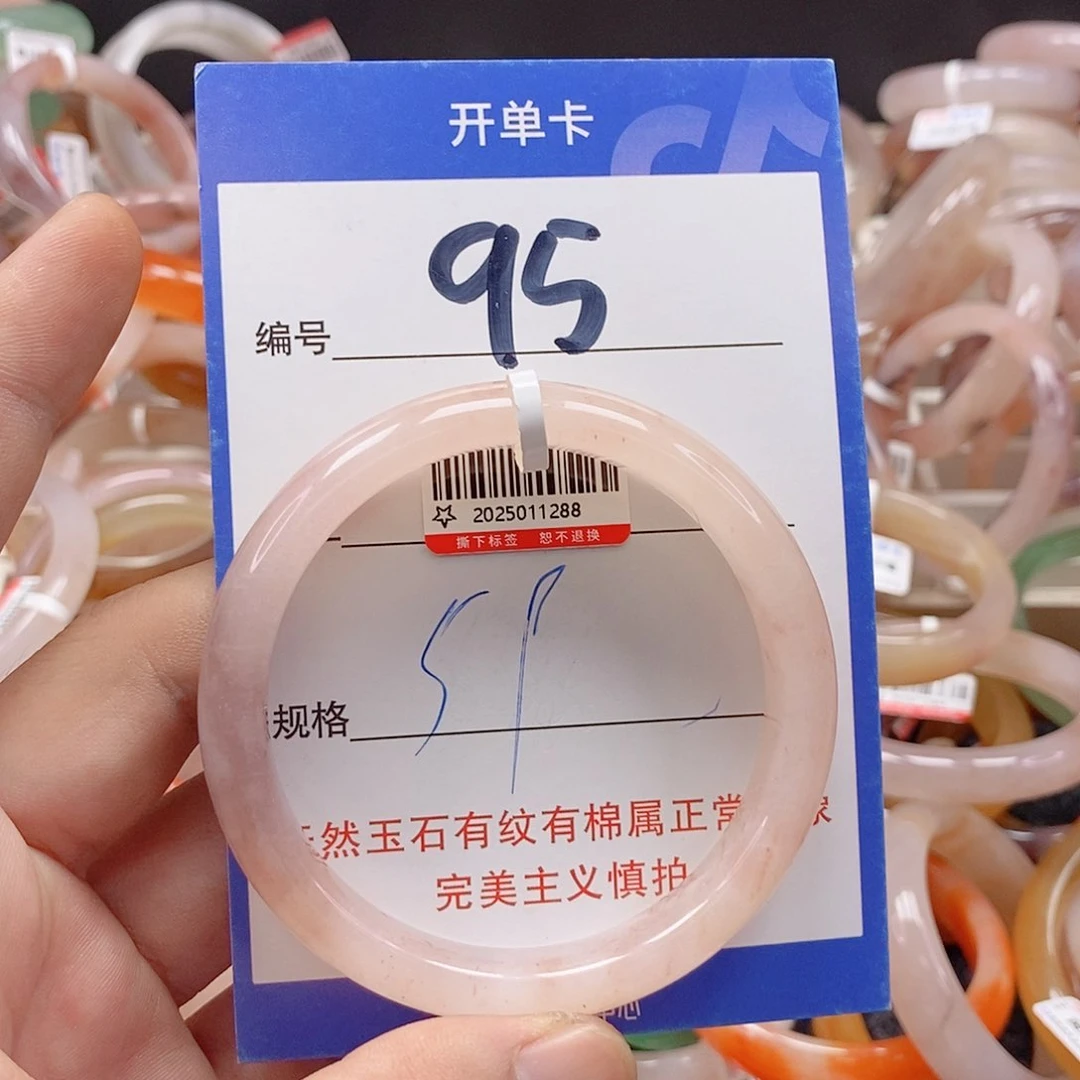 开单卡
95
编号
2025011288
撕下标签 恕不退换
规格
然玉石有纹有棉属正常
完美主义慎拍